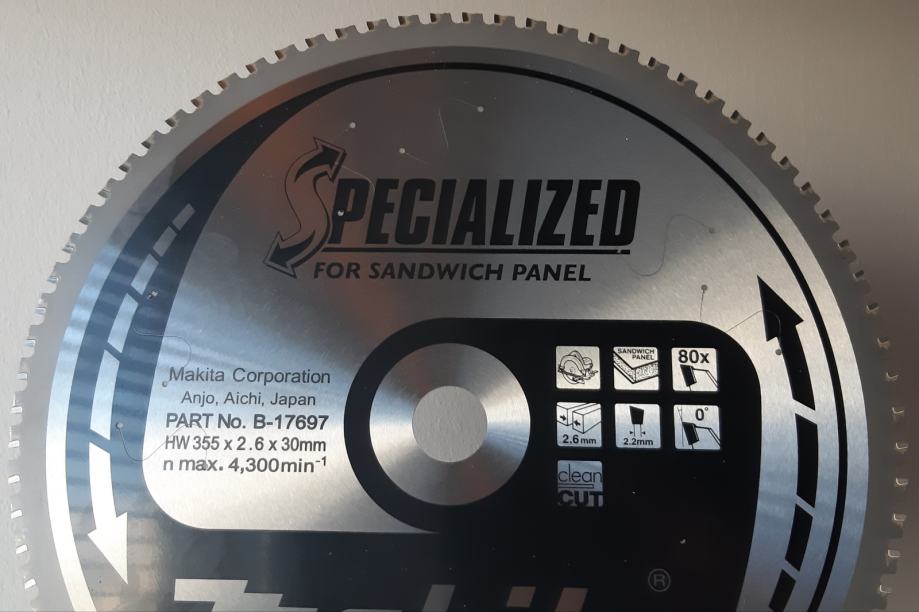 SPECIALIZED
FOR SANDWICH PANEL
Makita Corporation
Anjo, Aichi, Japan
PART No. B-17697
HW 355 x 2.6 x 30mm
n max. 4,300min⁻¹
SANDWICH
PANEL
80x
2.6mm
2.2mm
0°
clean
CUT
®